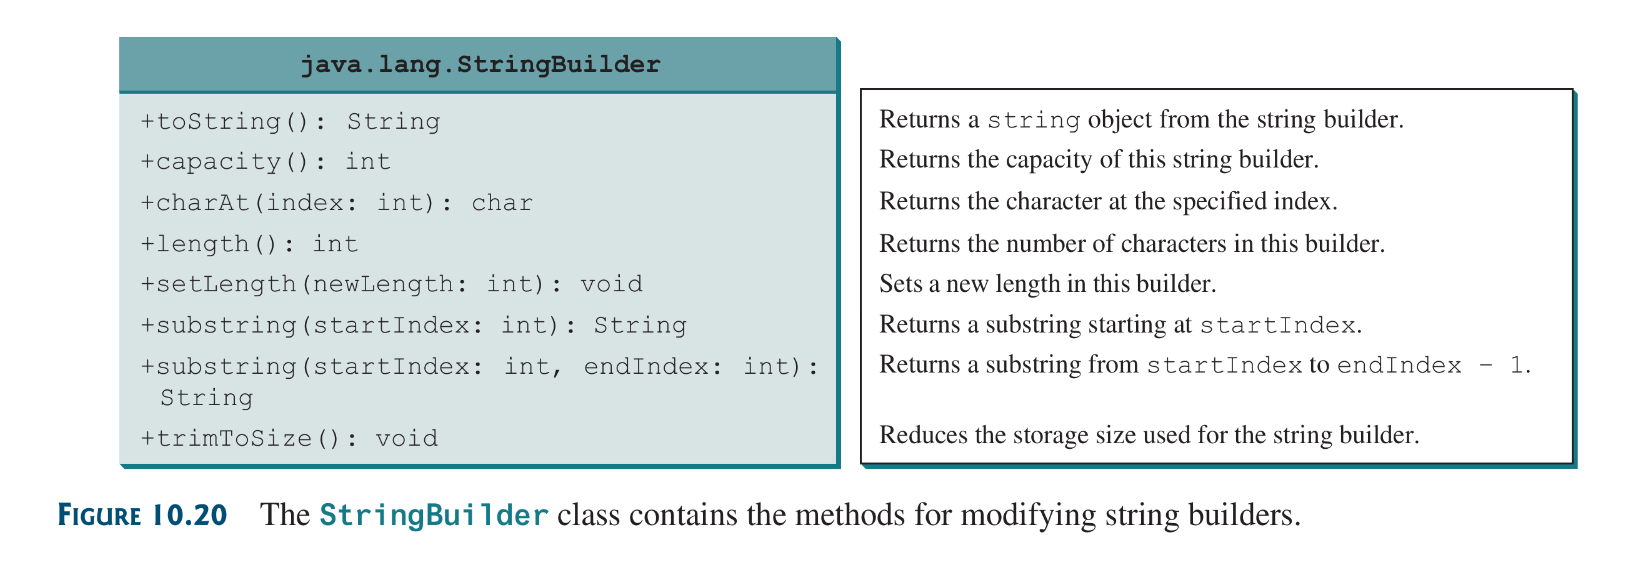 java.lang.StringBuilder
+toString(): String
Returns a string object from the string builder.
+capacity(): int
Returns the capacity of this string builder.
+charAt(index: int): char
Returns the character at the specified index.
+length(): int
Returns the number of characters in this builder.
+setLength(newLength: int): void
Sets a new length in this builder.
+substring(startIndex: int): String
Returns a substring starting at startIndex.
+substring(startIndex: int, endIndex: int):
String
Returns a substring from startIndex to endIndex – 1.
+trimToSize(): void
Reduces the storage size used for the string builder.
FIGURE 10.20 The StringBuilder class contains the methods for modifying string builders.